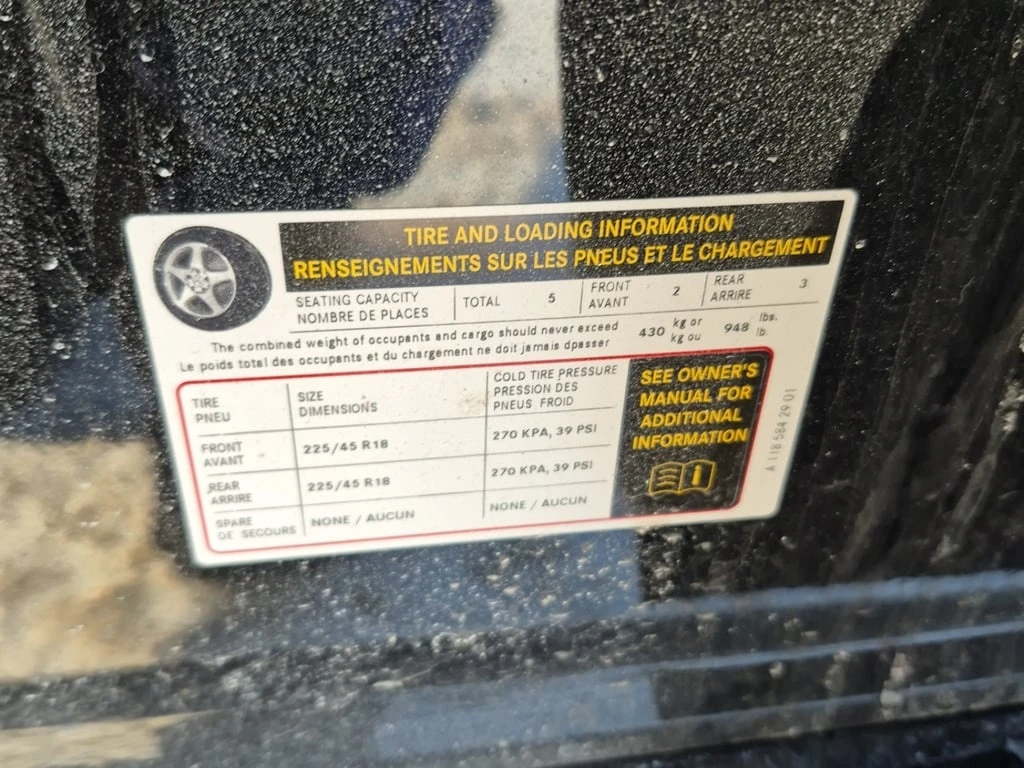 TIRE AND LOADING INFORMATION
RENSEIGNEMENTS SUR LES PNEUS ET LE CHARGEMENT
SEATING CAPACITY
NOMBRE DE PLACES
TOTAL 5
FRONT
AVANT
2
REAR
ARRIRE
3
The combined weight of occupants and cargo should never exceed 430 kg or 948 lbs.
Le poids total des occupants et du chargement ne doit jamais dpasser kg ou lb.
TIRE
PNEU
SIZE
DIMENSIONS
COLD TIRE PRESSURE
PRESSION DES
PNEUS FROID
FRONT
AVANT
225/45 R18
270 KPA, 39 PSI
REAR
ARRIRE
225/45 R18
270 KPA, 39 PSI
SPARE
DE SECOURS
NONE / AUCUN
NONE / AUCUN
SEE OWNER'S
MANUAL FOR
ADDITIONAL
INFORMATION
A 118 584 29 01